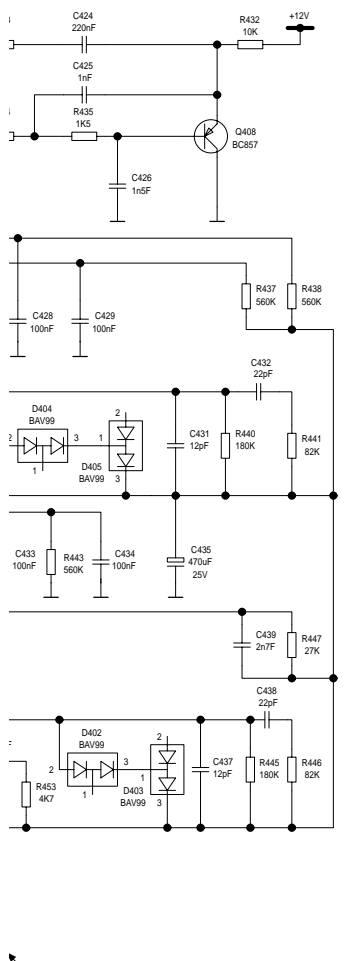 C424
220nF
R432
10K
+12V
C425
1nF
R435
1K5
Q408
BC857
C426
1n5F
R437
560K
R438
560K
C428
100nF
C429
100nF
C432
22pF
D404
BAV99
2
3
1
2
1
3
D405
BAV99
C431
12pF
R440
180K
R441
82K
C433
100nF
R443
560K
C434
100nF
C435
470uF
25V
C439
2n7F
R447
27K
C438
22pF
D402
BAV99
2
3
1
2
1
3
D403
BAV99
C437
12pF
R445
180K
R446
82K
R453
4K7